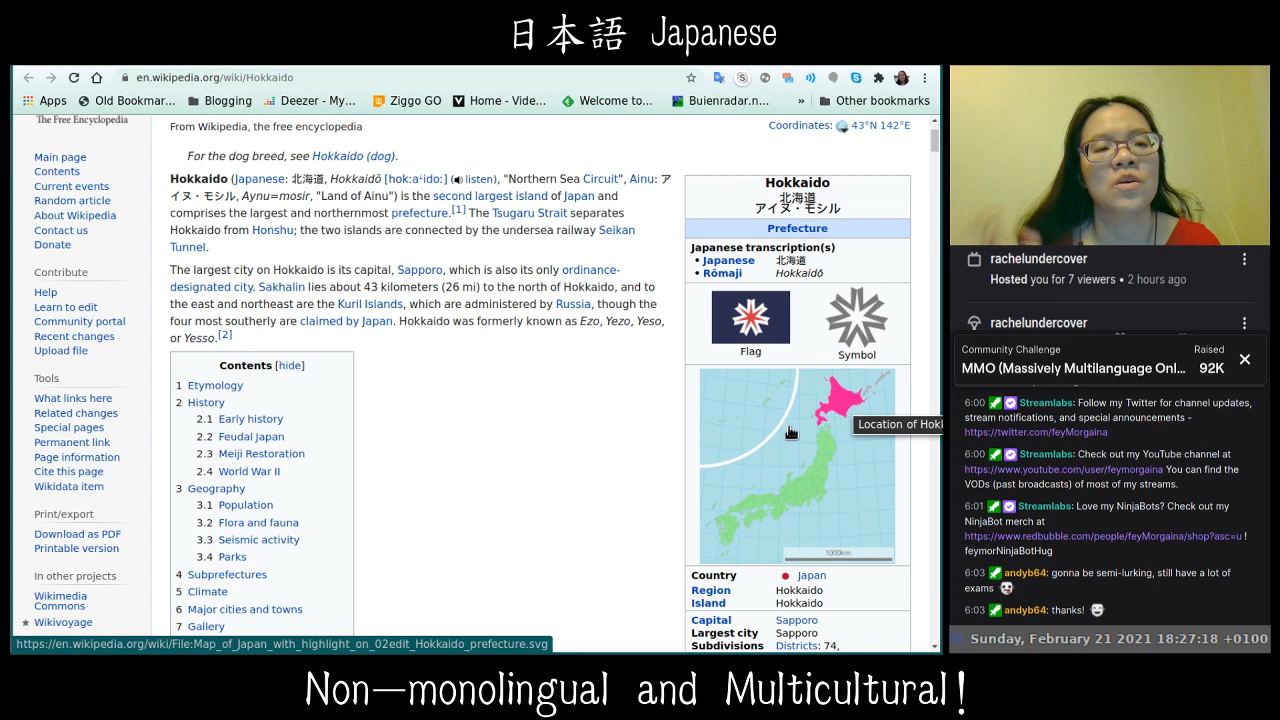 日本語 Japanese
en.wikipedia.org/wiki/Hokkaido
Apps Old Bookmar... Blogging Deezer - My... Ziggo GO Home - Vide... Welcome to... Buienradar.n... » Other bookmarks
The Free Encyclopedia
Main page
Contents
Current events
Random article
About Wikipedia
Contact us
Donate
Contribute
Help
Learn to edit
Community portal
Recent changes
Upload file
Tools
What links here
Related changes
Special pages
Permanent link
Page information
Cite this page
Wikidata item
Print/export
Download as PDF
Printable version
In other projects
Wikimedia
Commons
Wikivoyage
From Wikipedia, the free encyclopedia
Coordinates: 43°N 142°E
For the dog breed, see Hokkaido (dog).
Hokkaido (Japanese: 北海道, Hokkaidō [hokːaꜜidoː] (listen), "Northern Sea Circuit", Ainu: ア
イヌ・モシㇼ, Aynu=mosir, "Land of Ainu") is the second largest island of Japan and
comprises the largest and northernmost prefecture.[1] The Tsugaru Strait separates
Hokkaido from Honshu; the two islands are connected by the undersea railway Seikan
Tunnel.
The largest city on Hokkaido is its capital, Sapporo, which is also its only ordinance-
designated city. Sakhalin lies about 43 kilometers (26 mi) to the north of Hokkaido, and to
the east and northeast are the Kuril Islands, which are administered by Russia, though the
four most southerly are claimed by Japan. Hokkaido was formerly known as Ezo, Yezo, Yeso,
or Yesso.[2]
Contents [hide]
1 Etymology
2 History
2.1 Early history
2.2 Feudal Japan
2.3 Meiji Restoration
2.4 World War II
3 Geography
3.1 Population
3.2 Flora and fauna
3.3 Seismic activity
3.4 Parks
4 Subprefectures
5 Climate
6 Major cities and towns
7 Gallery
Hokkaido
北海道
アイヌ・モシㇼ
Prefecture
Japanese transcription(s)
• Japanese 北海道
• Rōmaji Hokkaidō
Flag Symbol
Location of Hok
1000km
Country Japan
Region Hokkaido
Island Hokkaido
Capital Sapporo
Largest city Sapporo
Subdivisions Districts: 74,
https://en.wikipedia.org/wiki/File:Map_of_Japan_with_highlight_on_02edit_Hokkaido_prefecture.svg
rachelundercover
Hosted you for 7 viewers • 2 hours ago
rachelundercover
Community Challenge Raised
MMO (Massively Multilanguage Onl... 92K
6:00 Streamlabs: Follow my Twitter for channel updates,
stream notifications, and special announcements -
https://twitter.com/feyMorgaina
6:00 Streamlabs: Check out my YouTube channel at
https://www.youtube.com/user/feymorgaina You can find the
VODs (past broadcasts) of most of my streams.
6:01 Streamlabs: Love my NinjaBots? Check out my
NinjaBot merch at
https://www.redbubble.com/people/feyMorgaina/shop?asc=u !
feymorNinjaBotHug
6:03 andyb64: gonna be semi-lurking, still have a lot of
exams
6:03 andyb64: thanks!
Sunday, February 21 2021 18:27:18 +0100
Non-monolingual and Multicultural!